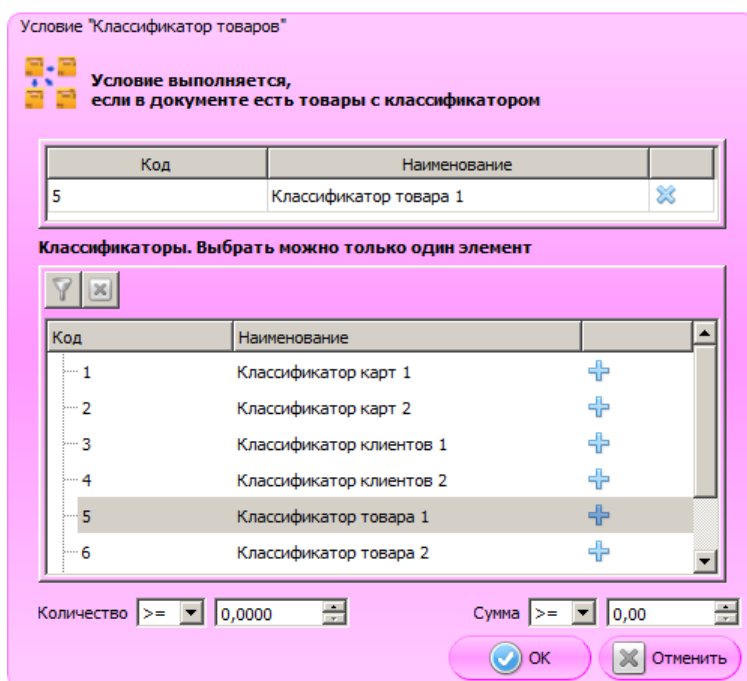 Условие "Классификатор товаров"
Условие выполняется,
если в документе есть товары с классификатором
Код Наименование
5 Классификатор товара 1
Классификаторы. Выбрать можно только один элемент
Код Наименование
1 Классификатор карт 1
2 Классификатор карт 2
3 Классификатор клиентов 1
4 Классификатор клиентов 2
5 Классификатор товара 1
6 Классификатор товара 2
Количество >= 0,0000 Сумма >= 0,00
OK Отменить